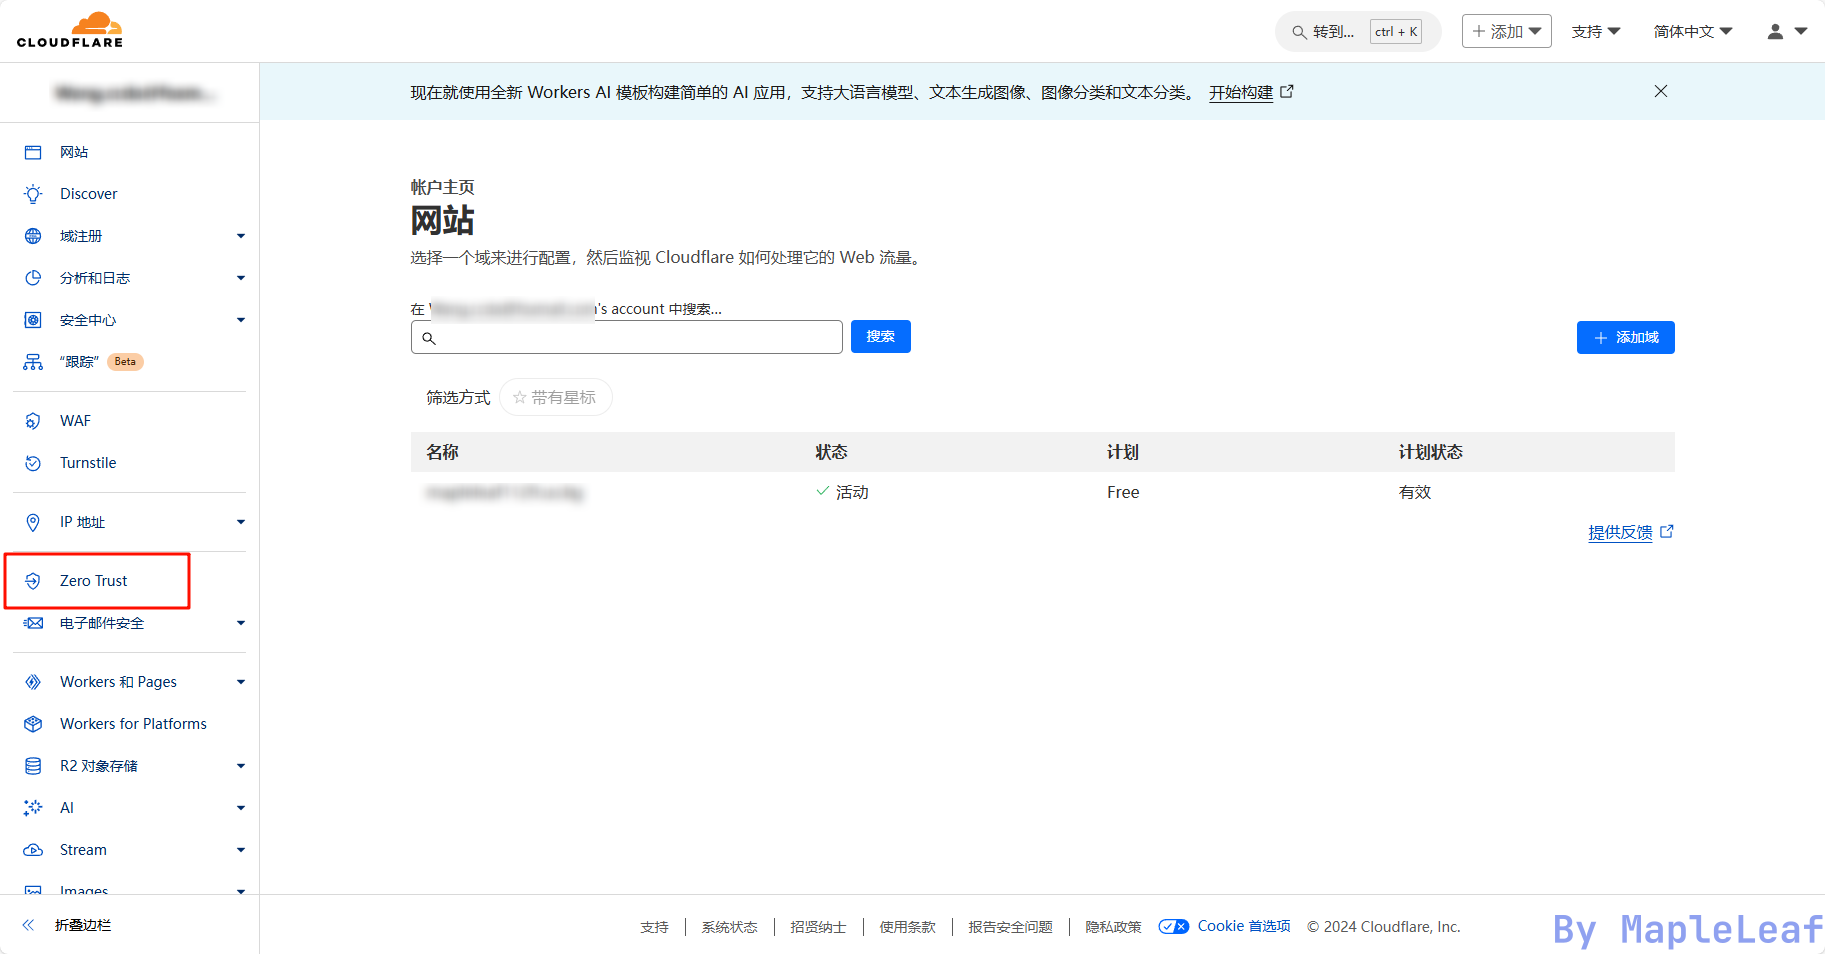 CLOUDFLARE
转到...
ctrl + K
添加
支持
简体中文
现在就使用全新 Workers AI 模板构建简单的 AI 应用，支持大语言模型、文本生成图像、图像分类和文本分类。 开始构建
网站
Discover
域注册
分析和日志
安全中心
“跟踪” Beta
WAF
Turnstile
IP 地址
Zero Trust
电子邮件安全
Workers 和 Pages
Workers for Platforms
R2 对象存储
AI
Stream
Images
折叠边栏
帐户主页
网站
选择一个域来进行配置，然后监视 Cloudflare 如何处理它的 Web 流量。
在 's account 中搜索...
搜索
添加域
筛选方式 带有星标
名称 状态 计划 计划状态
活动 Free 有效
提供反馈
支持 系统状态 招贤纳士 使用条款 报告安全问题 隐私政策 Cookie 首选项 © 2024 Cloudflare, Inc.
By MapleLeaf